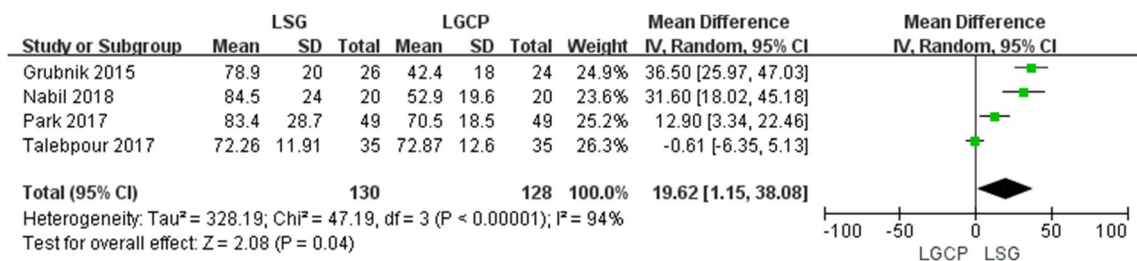 LSG LGCP Mean Difference Mean Difference
Study or Subgroup Mean SD Total Mean SD Total Weight IV, Random, 95% CI IV, Random, 95% CI
Grubnik 2015 78.9 20 26 42.4 18 24 24.9% 36.50 [25.97, 47.03]
Nabil 2018 84.5 24 20 52.9 19.6 20 23.6% 31.60 [18.02, 45.18]
Park 2017 83.4 28.7 49 70.5 18.5 49 25.2% 12.90 [3.34, 22.46]
Talebpour 2017 72.26 11.91 35 72.87 12.6 35 26.3% -0.61 [-6.35, 5.13]
Total (95% CI) 130 128 100.0% 19.62 [1.15, 38.08]
Heterogeneity: Tau² = 328.19; Chi² = 47.19, df = 3 (P < 0.00001); I² = 94%
Test for overall effect: Z = 2.08 (P = 0.04)
-100 -50 0 50 100
LGCP LSG